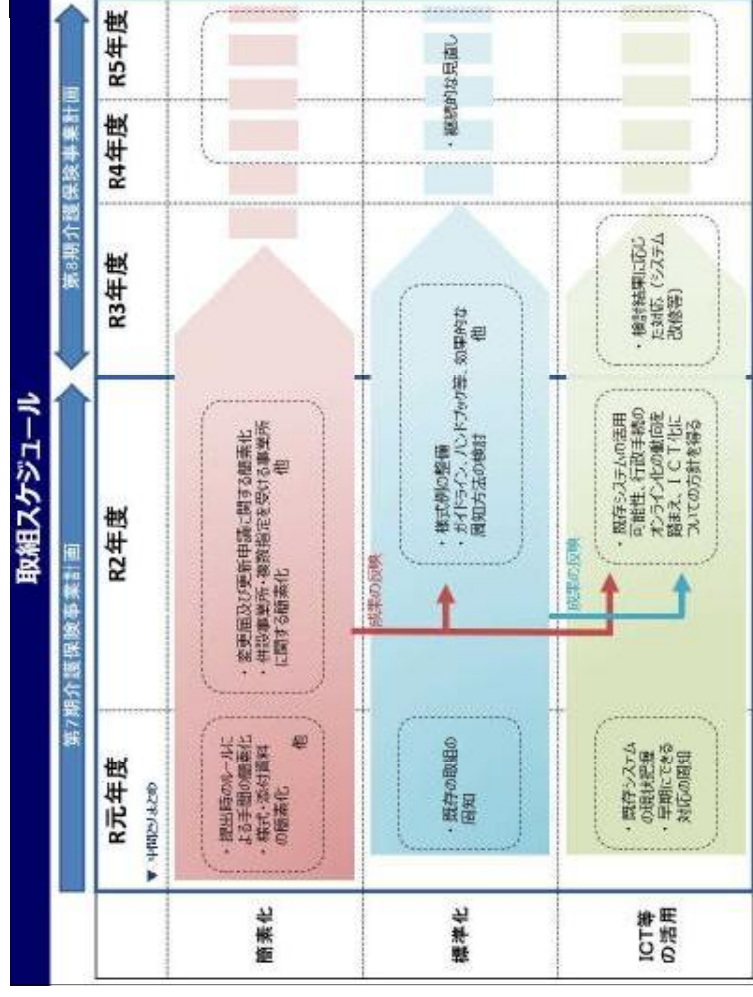 取組スケジュール
第7期介護保険事業計画
第8期介護保険事業計画
R元年度
R2年度
R3年度
R4年度
R5年度
▼ 中間とりまとめ
簡素化
・提出時のルールに
よる手間の簡素化
・様式・添付資料
の簡素化
他
・変更届及び更新申請に関する簡素化
・併設事業所・複数指定を受ける事業所
に関する簡素化
他
成果の反映
標準化
・既存の取組の
周知
・様式例の整備
・ガイドライン、ハンドブック等、効果的な
周知方法の検討
他
・継続的な見直し
成果の反映
ICT等
の活用
・既存システム
の現状把握
・早期にできる
対応の周知
・既存システムの活用
可能性、行政手続の
オンライン化の動向を
踏まえ、ICT化に
ついての方針を得る
・検討結果に応じ
た対応、(システム
改修等)